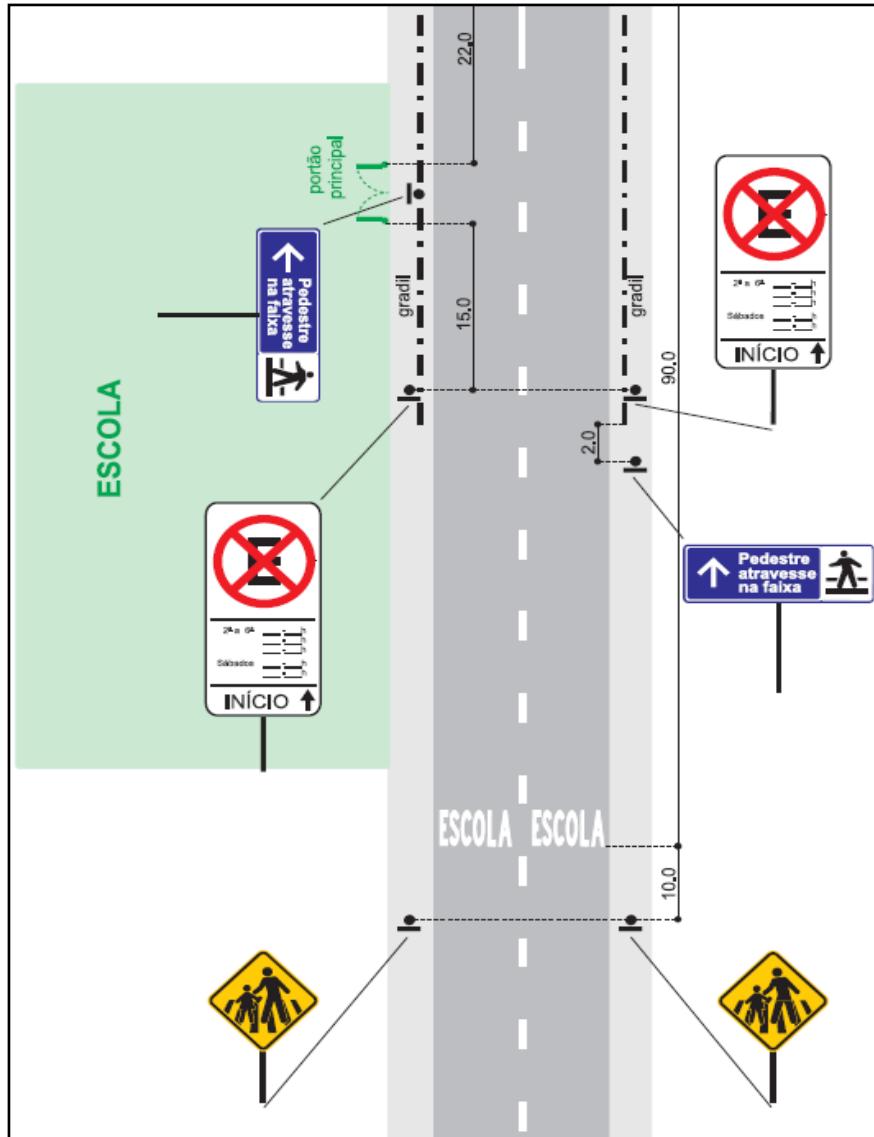 22.0
portão
principal
Pedestre
atravesse
na faixa
gradil
15.0
gradil
90.0
2ª a 6ª
h
h
h
Sábados
h
h
INÍCIO
2.0
ESCOLA
Pedestre
atravesse
na faixa
2ª a 6ª
h
h
h
Sábados
h
h
INÍCIO
ESCOLA ESCOLA
10.0